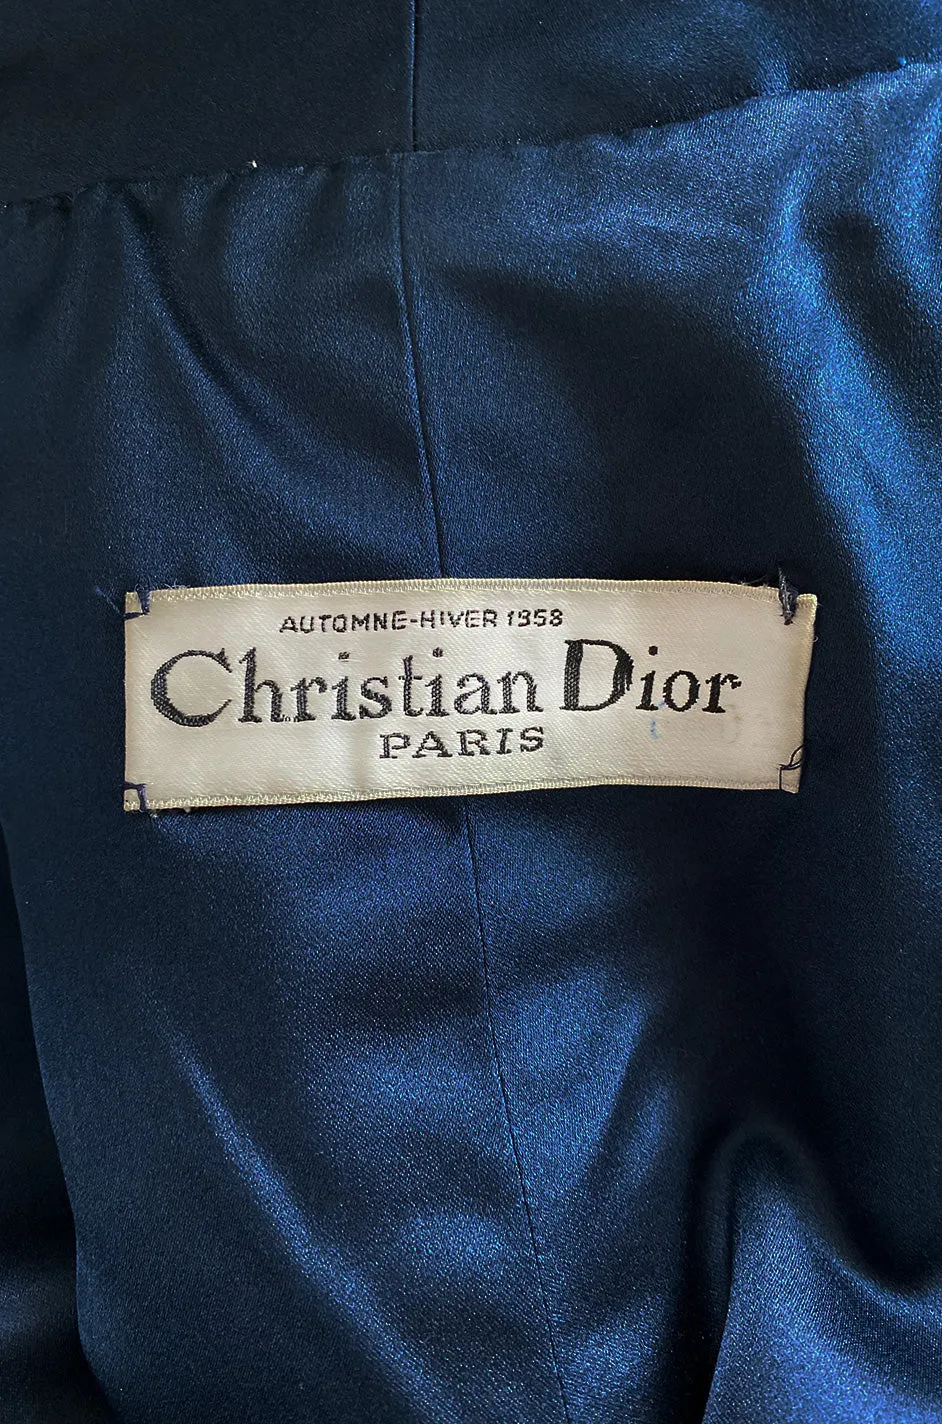 AUTOMNE-HIVER 1958
Christian Dior
PARIS